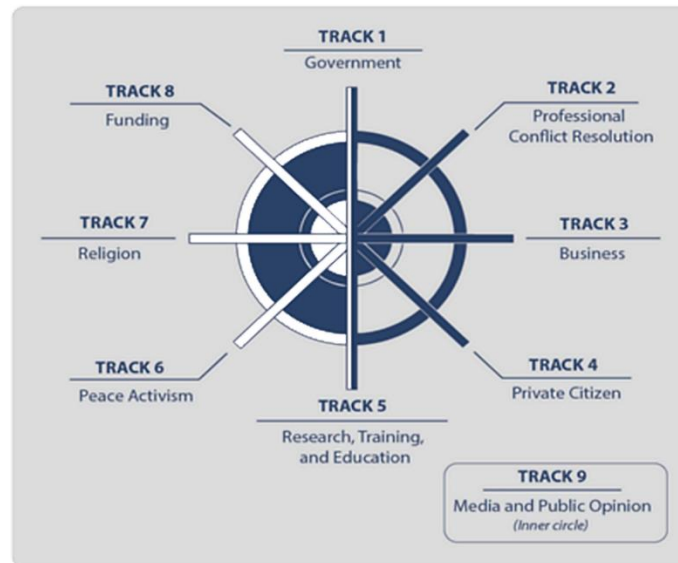 TRACK 1
Government
TRACK 2
Professional
Conflict Resolution
TRACK 3
Business
TRACK 4
Private Citizen
TRACK 5
Research, Training,
and Education
TRACK 6
Peace Activism
TRACK 7
Religion
TRACK 8
Funding
TRACK 9
Media and Public Opinion
(Inner circle)